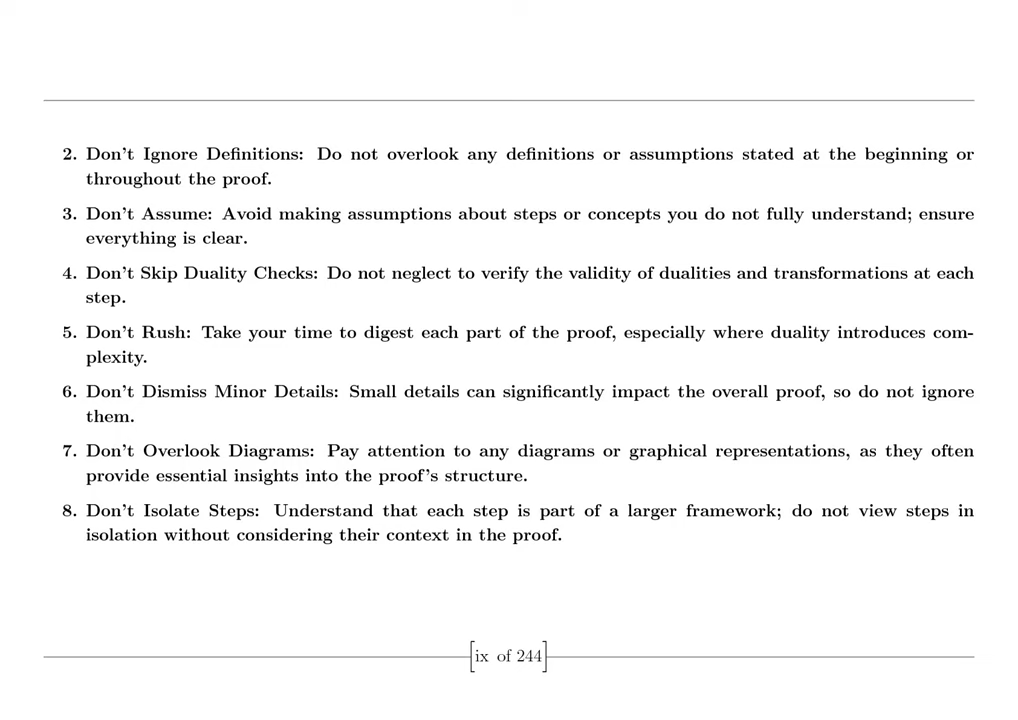 2. Don't Ignore Definitions: Do not overlook any definitions or assumptions stated at the beginning or
throughout the proof.
3. Don't Assume: Avoid making assumptions about steps or concepts you do not fully understand; ensure
everything is clear.
4. Don't Skip Duality Checks: Do not neglect to verify the validity of dualities and transformations at each
step.
5. Don't Rush: Take your time to digest each part of the proof, especially where duality introduces com-
plexity.
6. Don't Dismiss Minor Details: Small details can significantly impact the overall proof, so do not ignore
them.
7. Don't Overlook Diagrams: Pay attention to any diagrams or graphical representations, as they often
provide essential insights into the proof's structure.
8. Don't Isolate Steps: Understand that each step is part of a larger framework; do not view steps in
isolation without considering their context in the proof.
ix of 244